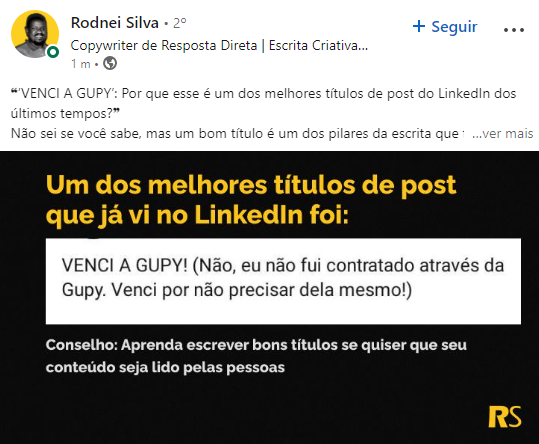 Rodnei Silva • 2º
+ Seguir
Copywriter de Resposta Direta | Escrita Criativa...
1 m •
❝'VENCI A GUPY': Por que esse é um dos melhores títulos de post do LinkedIn dos
últimos tempos?❞
Não sei se você sabe, mas um bom título é um dos pilares da escrita que
...ver mais
Um dos melhores títulos de post
que já vi no LinkedIn foi:
VENCI A GUPY! (Não, eu não fui contratado através da
Gupy. Venci por não precisar dela mesmo!)
Conselho: Aprenda escrever bons títulos se quiser que seu
conteúdo seja lido pelas pessoas
RS